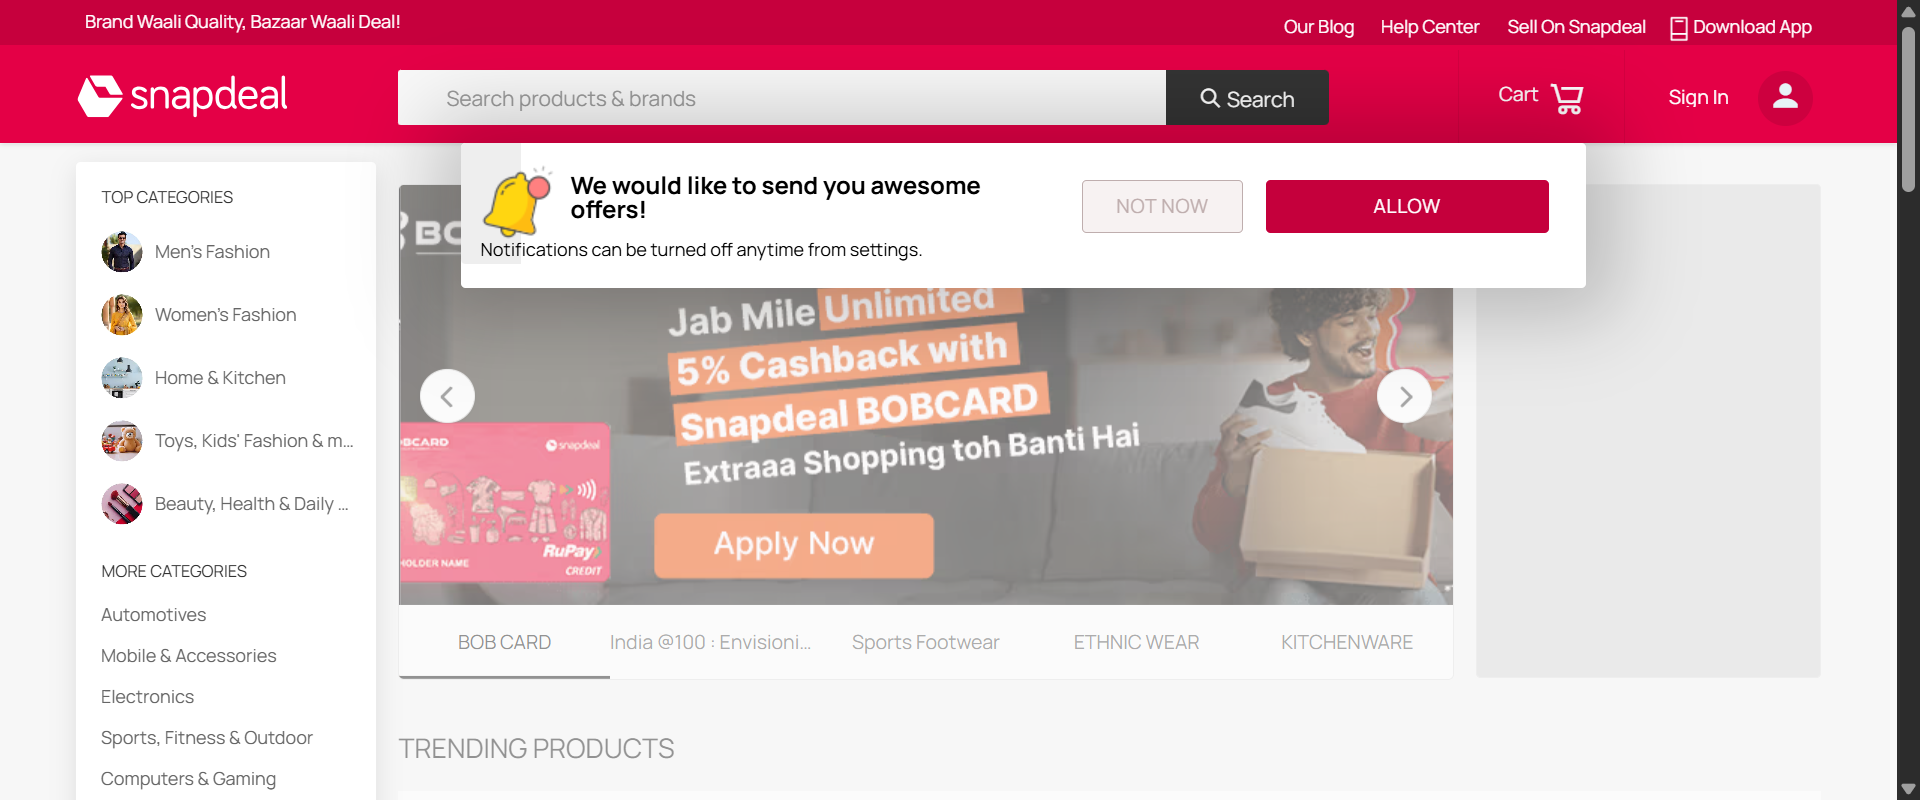 Brand Waali Quality, Bazaar Waali Deal!
Our Blog
Help Center
Sell On Snapdeal
Download App
snapdeal
Search products & brands
Search
Cart
Sign In
We would like to send you awesome
offers!
Notifications can be turned off anytime from settings.
NOT NOW
ALLOW
TOP CATEGORIES
Men's Fashion
Women's Fashion
Home & Kitchen
Toys, Kids' Fashion & m...
Beauty, Health & Daily ...
MORE CATEGORIES
Automotives
Mobile & Accessories
Electronics
Sports, Fitness & Outdoor
Computers & Gaming
Jab Mile Unlimited
5% Cashback with
Snapdeal BOBCARD
Extraaa Shopping toh Banti Hai
Apply Now
BCARD
snapdeal
RuPay
CREDIT
HOLDER NAME
BOB CARD
India @100 : Envisioni...
Sports Footwear
ETHNIC WEAR
KITCHENWARE
TRENDING PRODUCTS